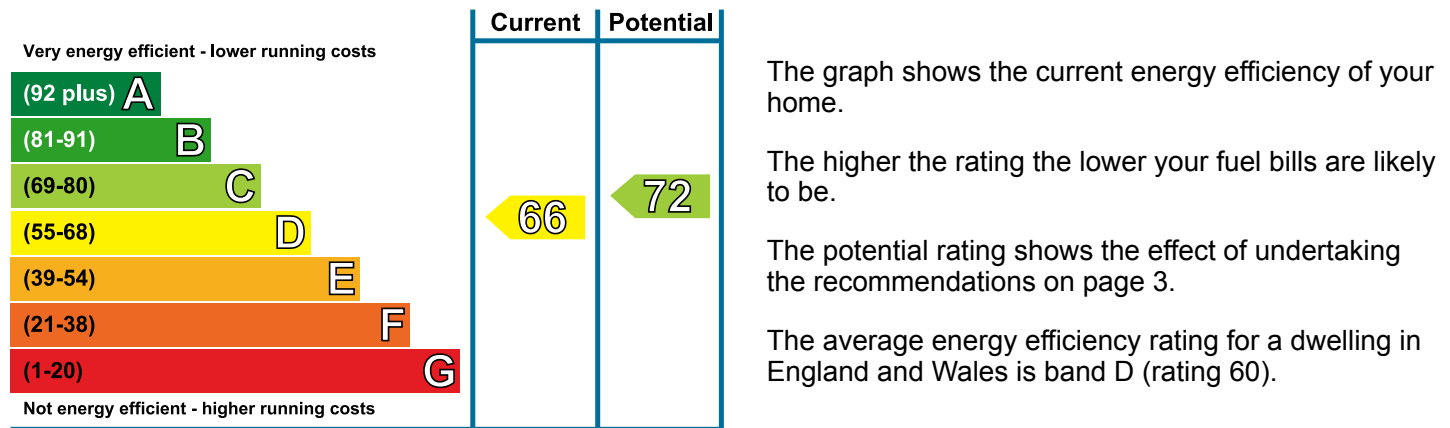 Current Potential
Very energy efficient - lower running costs
(92 plus) A
(81-91) B
(69-80) C
(55-68) D
(39-54) E
(21-38) F
(1-20) G
Not energy efficient - higher running costs
66
72
The graph shows the current energy efficiency of your
home.
The higher the rating the lower your fuel bills are likely
to be.
The potential rating shows the effect of undertaking
the recommendations on page 3.
The average energy efficiency rating for a dwelling in
England and Wales is band D (rating 60).